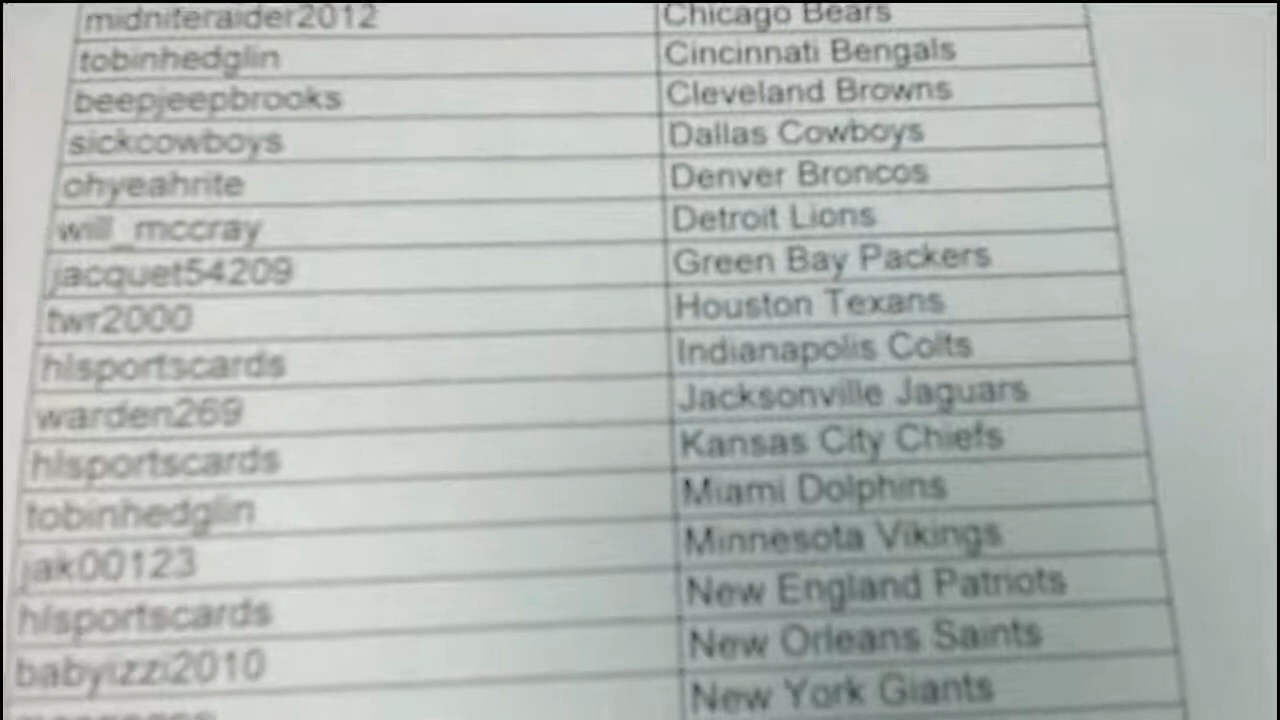 midniteraider2012 Chicago Bears
tobinhedglin Cincinnati Bengals
beepjeepbrooks Cleveland Browns
sickcowboys Dallas Cowboys
ohyeahrite Denver Broncos
will_mccray Detroit Lions
jacquet54209 Green Bay Packers
twr2000 Houston Texans
hlsportscards Indianapolis Colts
warden269 Jacksonville Jaguars
hlsportscards Kansas City Chiefs
tobinhedglin Miami Dolphins
jak00123 Minnesota Vikings
hlsportscards New England Patriots
babyizzi2010 New Orleans Saints
New York Giants